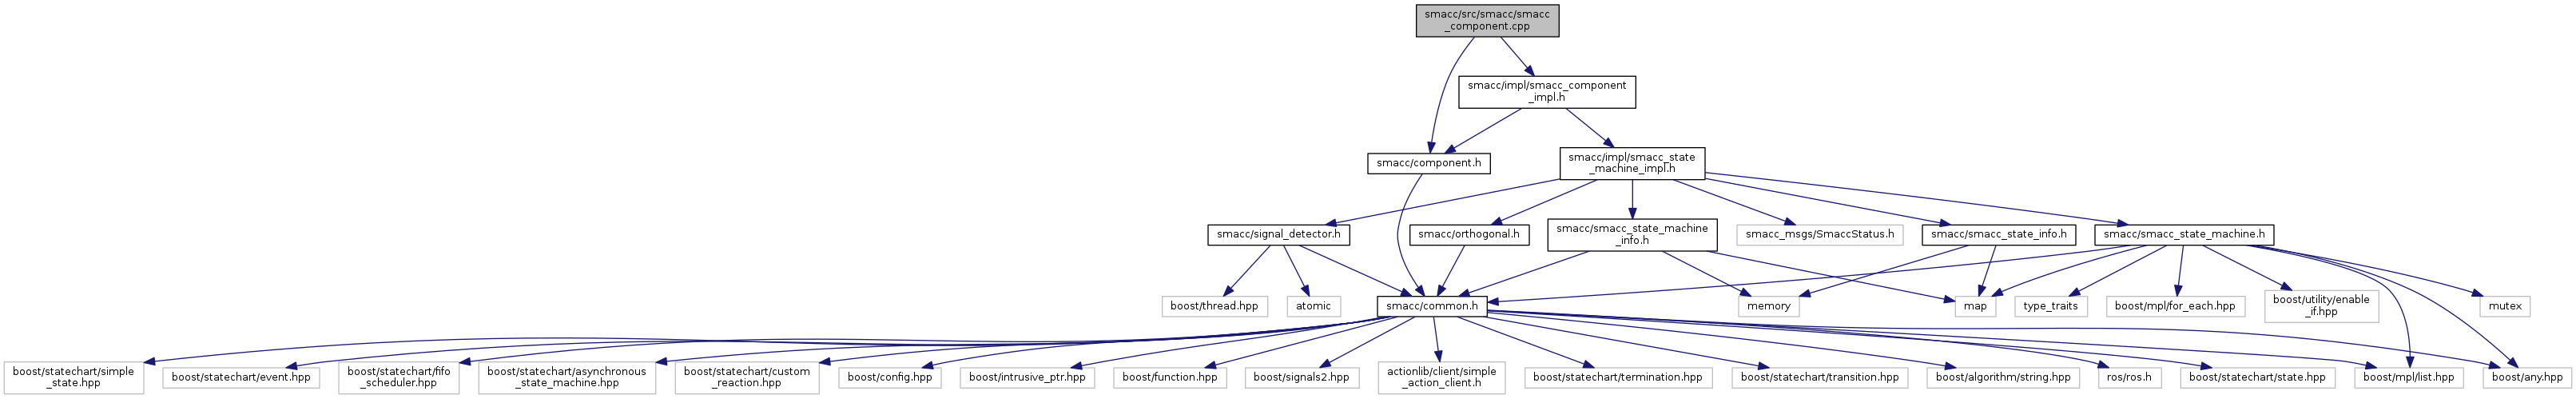 smacc/src/smacc/smacc
_component.cpp
smacc/impl/smacc_component
_impl.h
smacc/component.h
smacc/impl/smacc_state
_machine_impl.h
smacc/signal_detector.h
smacc/orthogonal.h
smacc/smacc_state_machine
_info.h
smacc_msgs/SmaccStatus.h
smacc/smacc_state_info.h
smacc/smacc_state_machine.h
boost/thread.hpp
atomic
smacc/common.h
memory
map
type_traits
boost/mpl/for_each.hpp
boost/utility/enable
_if.hpp
mutex
boost/statechart/simple
_state.hpp
boost/statechart/event.hpp
boost/statechart/fifo
_scheduler.hpp
boost/statechart/asynchronous
_state_machine.hpp
boost/statechart/custom
_reaction.hpp
boost/config.hpp
boost/intrusive_ptr.hpp
boost/function.hpp
boost/signals2.hpp
actionlib/client/simple
_action_client.h
boost/statechart/termination.hpp
boost/statechart/transition.hpp
boost/algorithm/string.hpp
ros/ros.h
boost/statechart/state.hpp
boost/mpl/list.hpp
boost/any.hpp